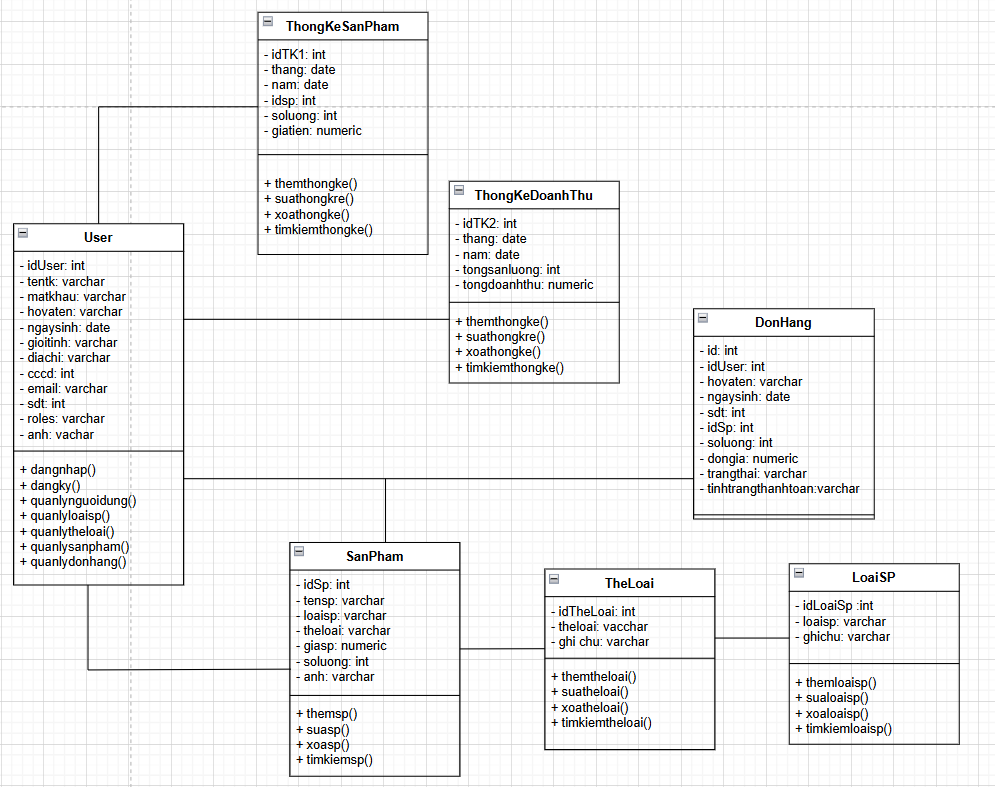 ThongKeSanPham
- idTK1: int
- thang: date
- nam: date
- idsp: int
- soluong: int
- giatien: numeric
+ themthongke()
+ suathongkre()
+ xoathongke()
+ timkiemthongke()
ThongKeDoanhThu
- idTK2: int
- thang: date
- nam: date
- tongsanluong: int
- tongdoanhthu: numeric
+ themthongke()
+ suathongkre()
+ xoathongke()
+ timkiemthongke()
User
- idUser: int
- tentk: varchar
- matkhau: varchar
- hovaten: varchar
- ngaysinh: date
- gioitinh: varchar
- diachi: varchar
- cccd: int
- email: varchar
- sdt: int
- roles: varchar
- anh: vachar
+ dangnhap()
+ dangky()
+ quanlynguoidung()
+ quanlyloaisp()
+ quanlytheloai()
+ quanlysanpham()
+ quanlydonhang()
DonHang
- id: int
- idUser: int
- hovaten: varchar
- ngaysinh: date
- sdt: int
- idSp: int
- soluong: int
- dongia: numeric
- trangthai: varchar
- tinhtrangthanhtoan:varchar
SanPham
- idSp: int
- tensp: varchar
- loaisp: varchar
- theloai: varchar
- giasp: numeric
- soluong: int
- anh: varchar
+ themsp()
+ suasp()
+ xoasp()
+ timkiemsp()
TheLoai
- idTheLoai: int
- theloai: vacchar
- ghi chu: varchar
+ themtheloai()
+ suatheloai()
+ xoatheloai()
+ timkiemtheloai()
LoaiSP
- idLoaiSp :int
- loaisp: varchar
- ghichu: varchar
+ themloaisp()
+ sualoaisp()
+ xoaloaisp()
+ timkiemloaisp()